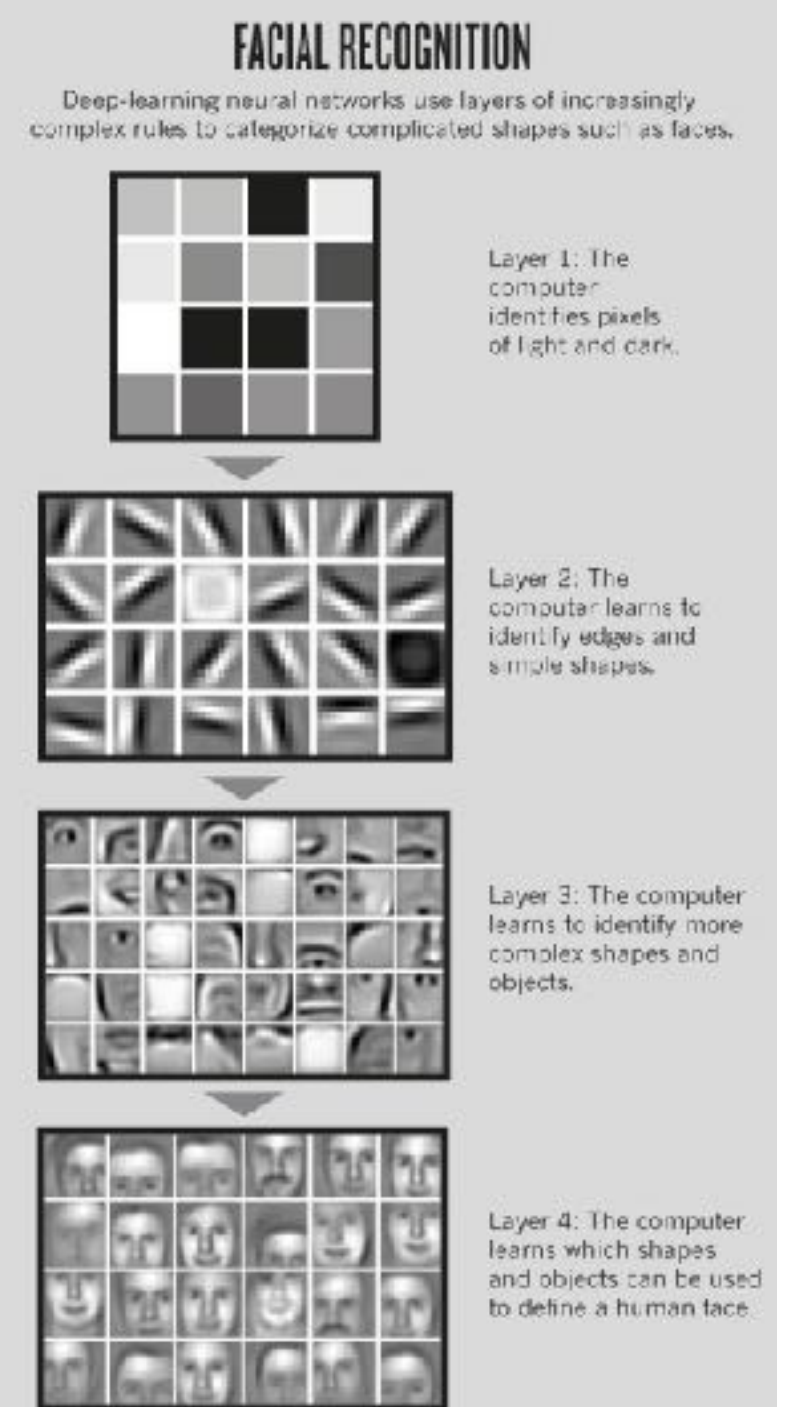 FACIAL RECOGNITION
Deep-learning neural networks use layers of increasingly
complex rules to categorize complicated shapes such as faces.
Layer 1: The
computer
identifies pixels
of light and dark.
Layer 2: The
computer learns to
identify edges and
simple shapes.
Layer 3: The computer
learns to identify more
complex shapes and
objects.
Layer 4: The computer
learns which shapes
and objects can be used
to define a human face.